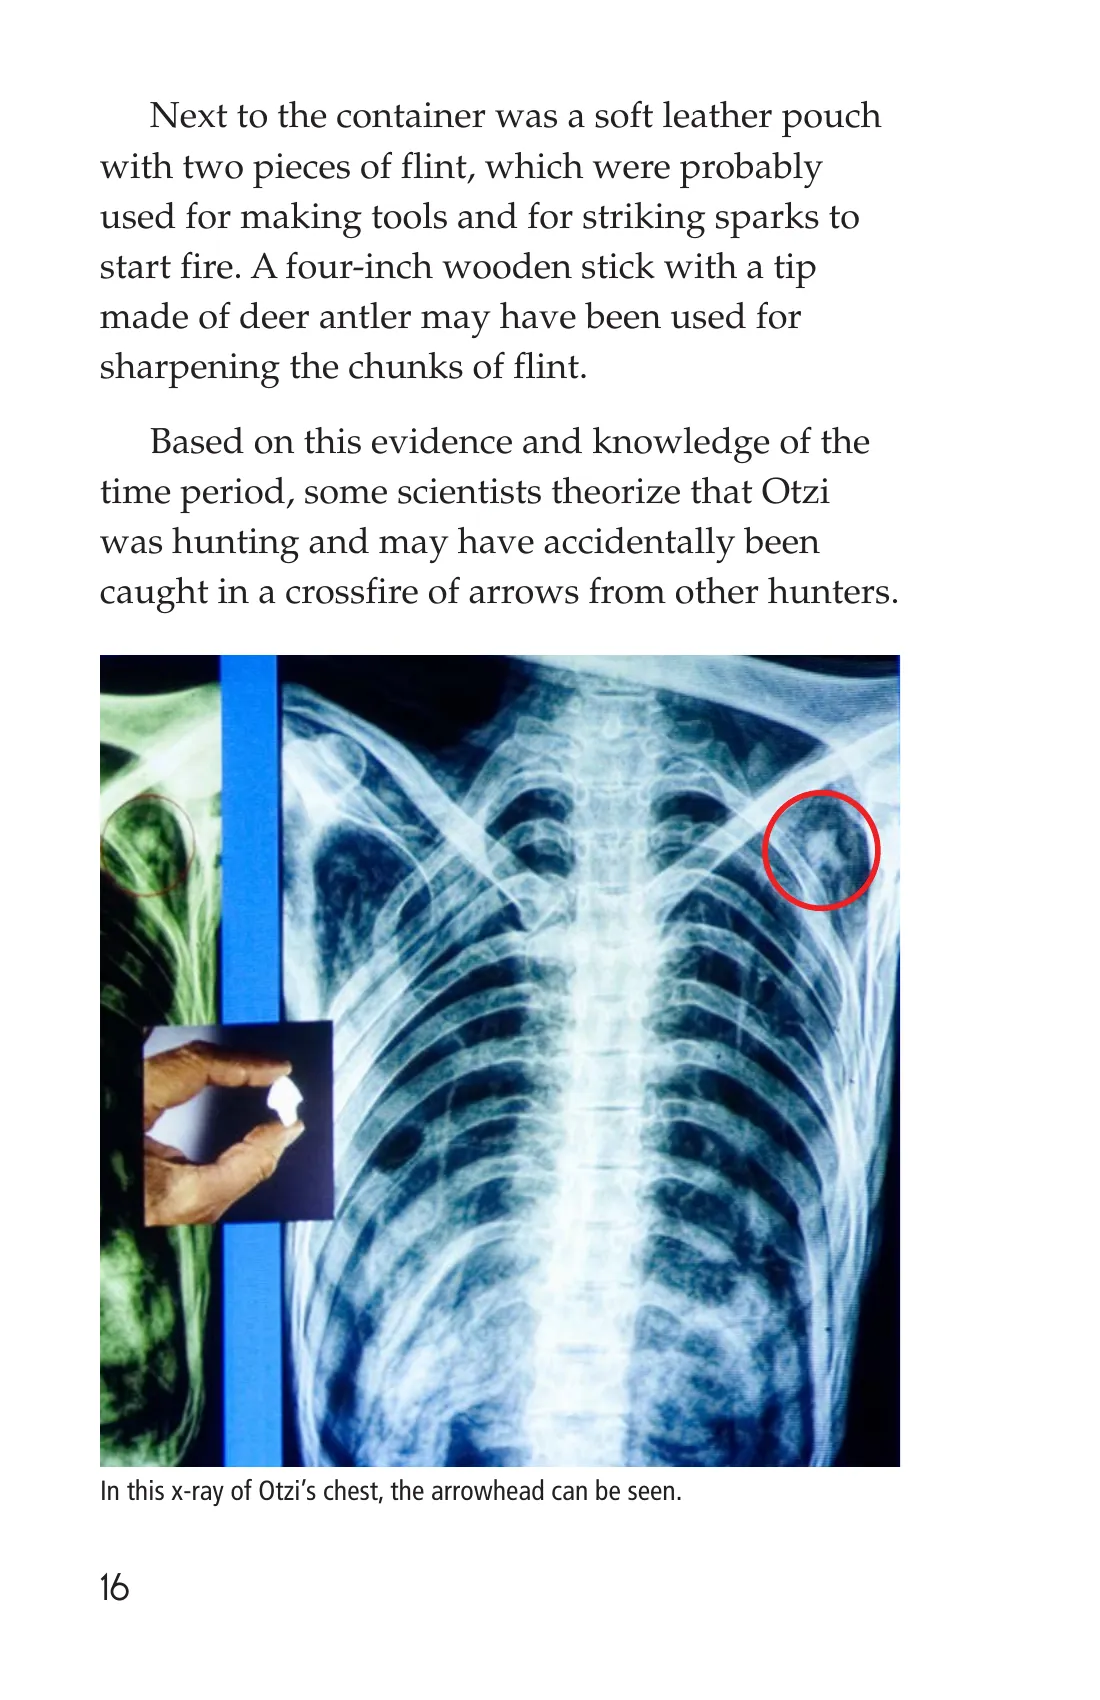 Next to the container was a soft leather pouch
with two pieces of flint, which were probably
used for making tools and for striking sparks to
start fire. A four-inch wooden stick with a tip
made of deer antler may have been used for
sharpening the chunks of flint.
Based on this evidence and knowledge of the
time period, some scientists theorize that Otzi
was hunting and may have accidentally been
caught in a crossfire of arrows from other hunters.
In this x-ray of Otzi’s chest, the arrowhead can be seen.
16